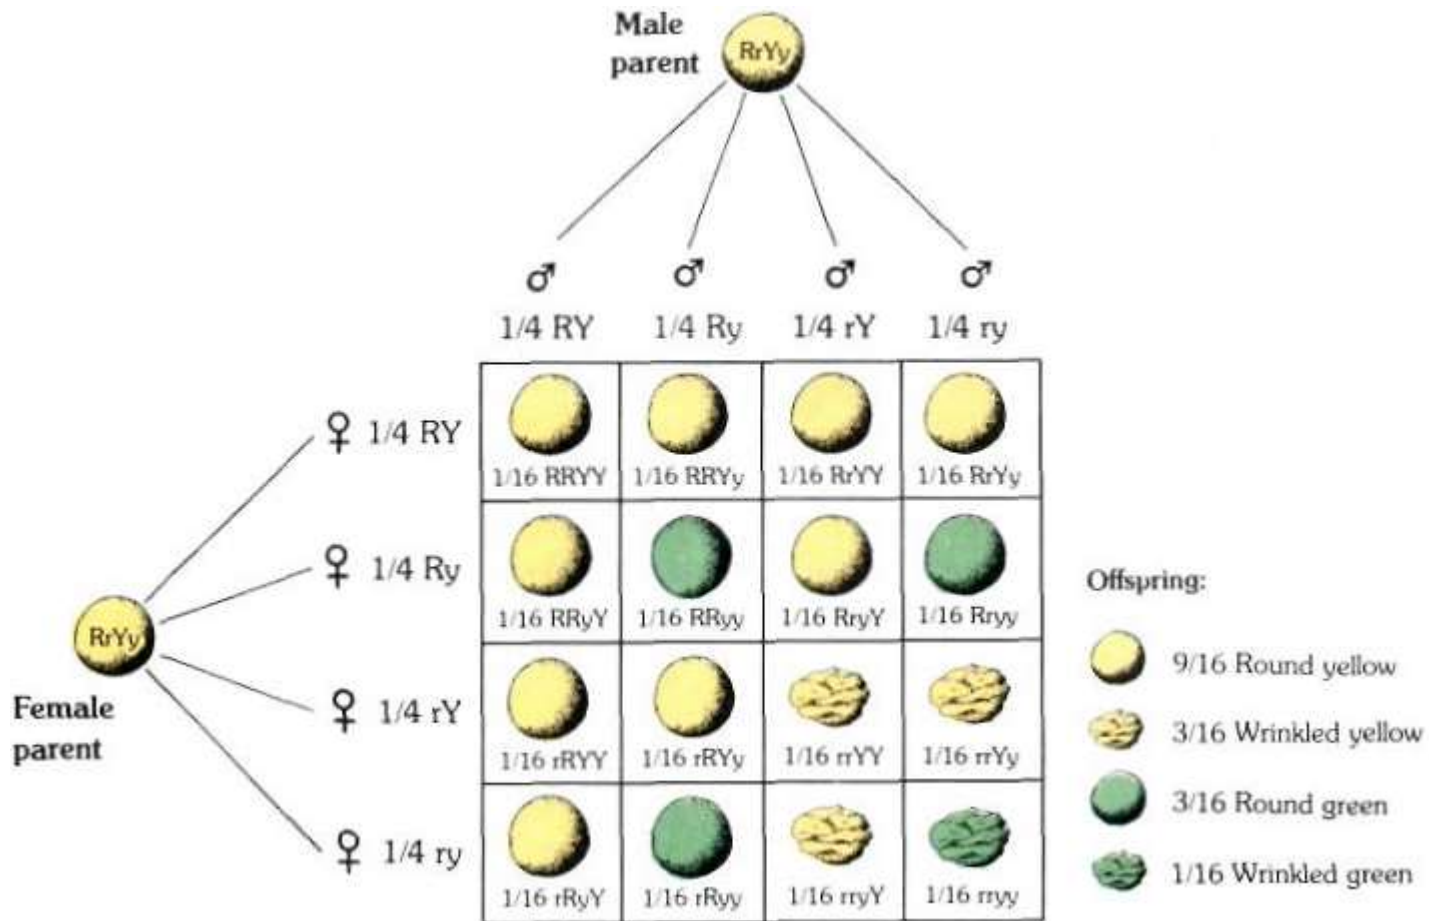 Male
parent
RrYy
♂ ♂ ♂ ♂
1/4 RY 1/4 Ry 1/4 rY 1/4 ry
♀ 1/4 RY
1/16 RRYY 1/16 RRYy 1/16 RrYY 1/16 RrYy
♀ 1/4 Ry
1/16 RRyY 1/16 RRyy 1/16 RryY 1/16 Rryy
RrYy
Female
parent
♀ 1/4 rY
1/16 rRYY 1/16 rRYy 1/16 rrYY 1/16 rrYy
♀ 1/4 ry
1/16 rRyY 1/16 rRyy 1/16 rryY 1/16 rryy
Offspring:
9/16 Round yellow
3/16 Wrinkled yellow
3/16 Round green
1/16 Wrinkled green